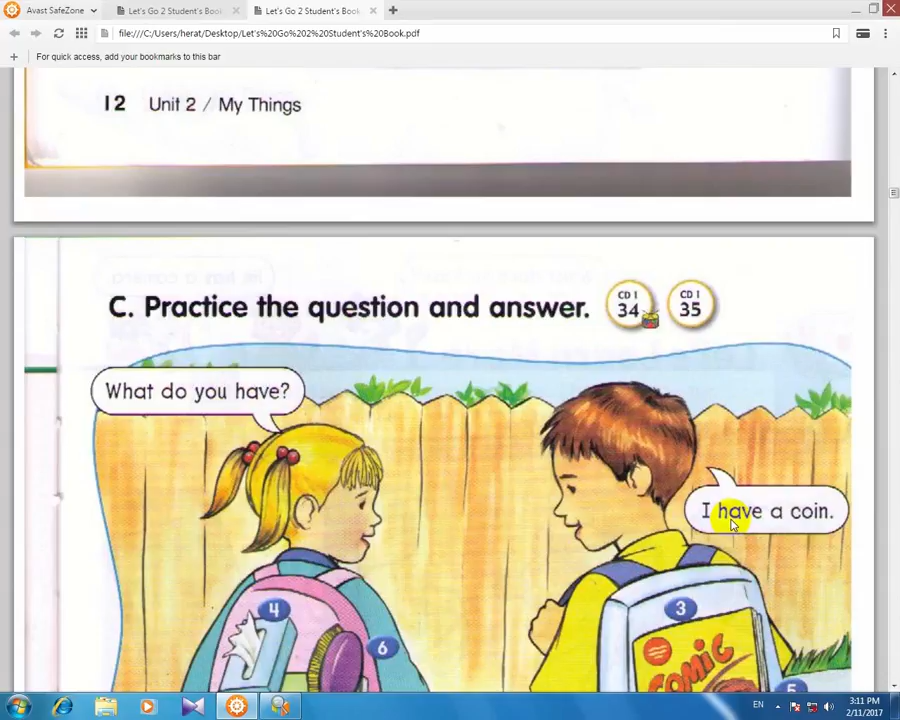 Avast SafeZone
Let's Go 2 Student's Boo
Let's Go 2 Student's Book
file:///C:/Users/herat/Desktop/Let's%20Go%202%20Student's%20Book.pdf
For quick access, add your bookmarks to this bar
12 Unit 2 / My Things
C. Practice the question and answer.
CD 1
34
CD 1
35
What do you have?
I have a coin.
4
6
3
COMIC
5
EN
3:11 PM
2/11/2017